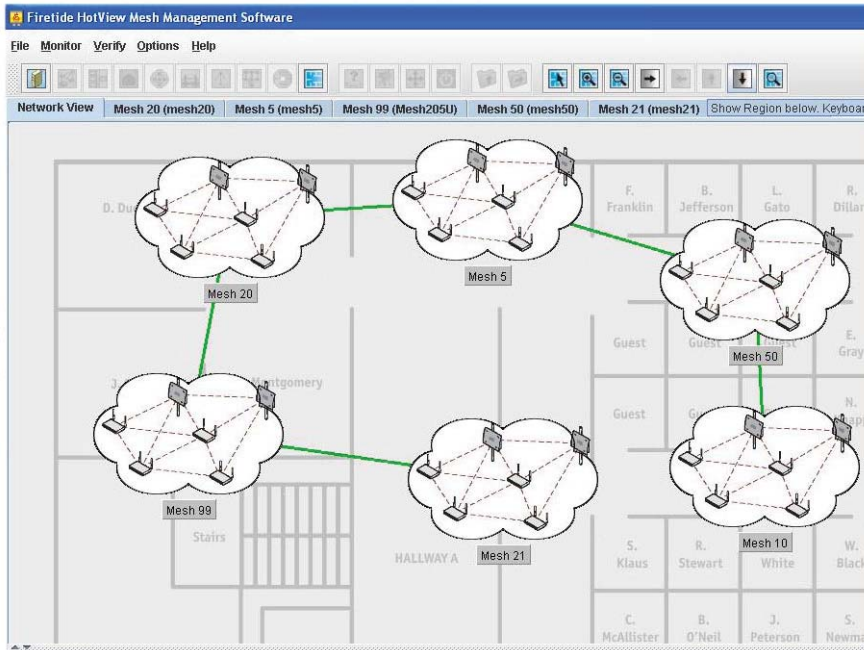 Firetide HotView Mesh Management Software
File Monitor Verify Options Help
Network View Mesh 20 (mesh20) Mesh 5 (mesh5) Mesh 99 (Mesh205U) Mesh 50 (mesh50) Mesh 21 (mesh21) Show Region below. Keyboar
D. Du
F. Franklin
B. Jefferson
L. Gato
R. Dillar
Mesh 20
Mesh 5
Guest
Guest
E. Gray
Mesh 50
J.
ontgomery
Guest
N.
Mesh 99
Stairs
HALLWAY A
Mesh 21
Mesh 10
S. Klaus
R. Stewart
White
W. Black
C. McAllister
B. O'Neil
J. Peterson
S. Newma